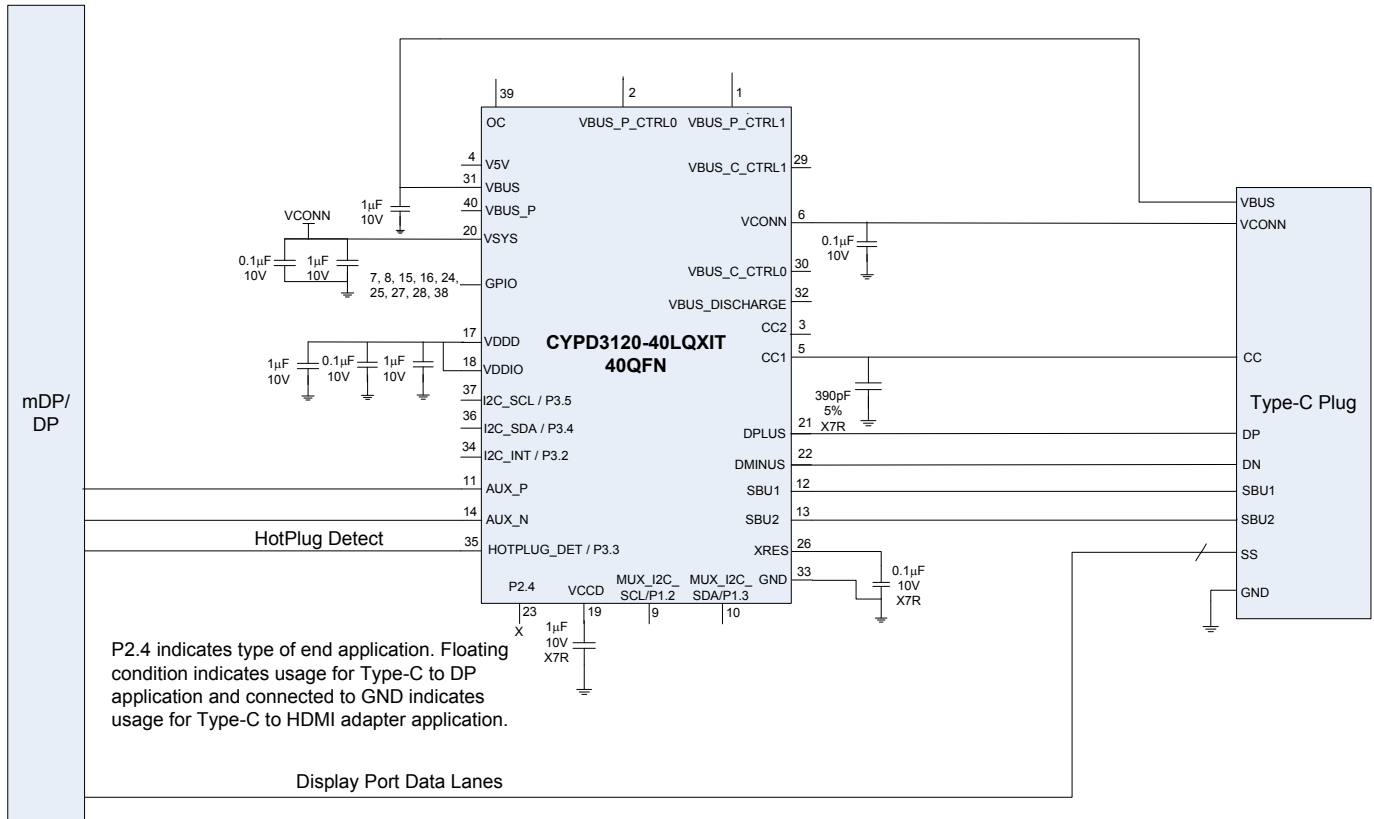 39
2
1
OC
VBUS_P_CTRL0
VBUS_P_CTRL1
4
V5V
VBUS_C_CTRL1
29
31
VBUS
VBUS
1µF
10V
40
VBUS_P
VCONN
VCONN
6
VCONN
20
VSYS
0.1µF
10V
1µF
10V
0.1µF
10V
7, 8, 15, 16, 24,
25, 27, 28, 38
GPIO
VBUS_C_CTRL0
30
VBUS_DISCHARGE
32
CC2
3
17
VDDD
CYPD3120-40LQXIT
40QFN
CC1
5
CC
18
VDDIO
1µF
10V
0.1µF
10V
1µF
10V
390pF
5%
X7R
37
I2C_SCL / P3.5
36
I2C_SDA / P3.4
34
I2C_INT / P3.2
mDP/
DP
Type-C Plug
DPLUS
21
DP
DMINUS
22
DN
11
AUX_P
SBU1
12
SBU1
14
AUX_N
SBU2
13
SBU2
HotPlug Detect
35
HOTPLUG_DET / P3.3
XRES
26
SS
GND
33
0.1µF
10V
X7R
GND
P2.4
VCCD
MUX_I2C_
SCL/P1.2
MUX_I2C_
SDA/P1.3
23
X
19
9
10
1µF
10V
X7R
P2.4 indicates type of end application. Floating
condition indicates usage for Type-C to DP
application and connected to GND indicates
usage for Type-C to HDMI adapter application.
Display Port Data Lanes